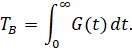 T_B = ∫_0^∞ G(t) dt.